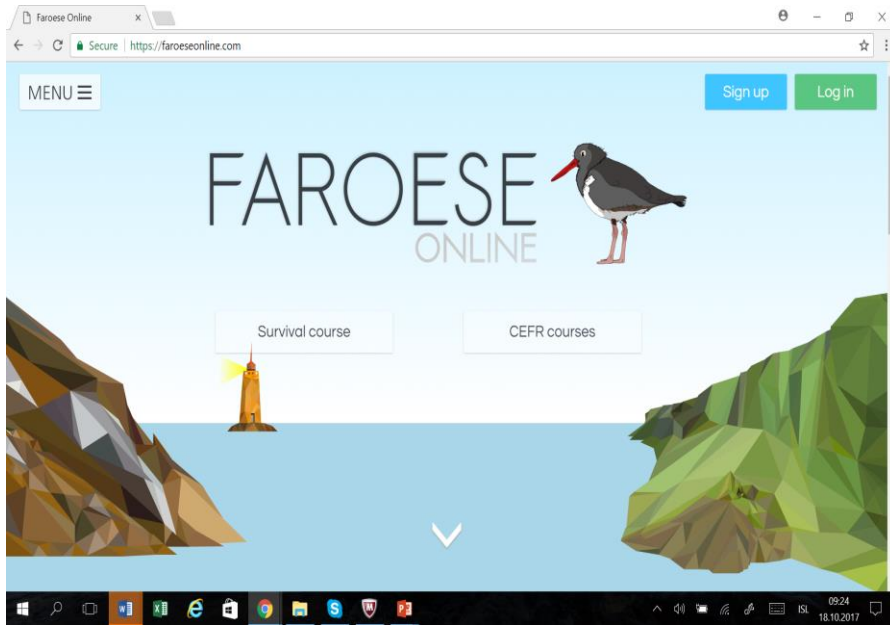 Faroese Online
Secure | https://faroeseonline.com
MENU
Sign up
Log in
FAROESE
ONLINE
Survival course
CEFR courses
ISL
09:24
18.10.2017